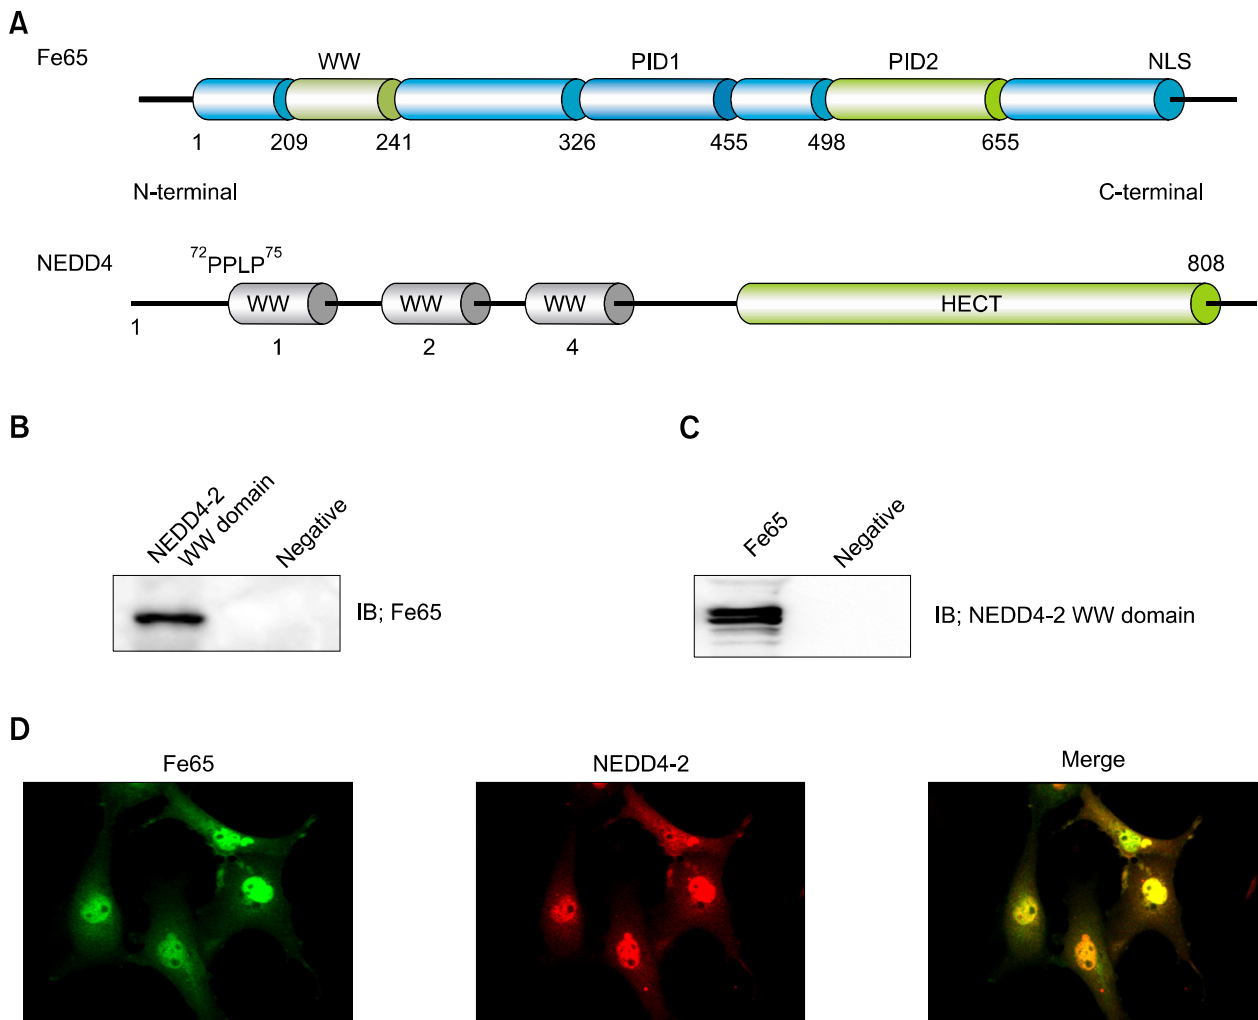 A
Fe65
WW PID1 PID2 NLS
1 209 241 326 455 498 655
N-terminal C-terminal
NEDD4
72PPLP75
808
WW WW WW HECT
1
1 2 4
B
NEDD4-2
WW domain
Negative
IB; Fe65
C
Fe65
Negative
IB; NEDD4-2 WW domain
D
Fe65 NEDD4-2 Merge